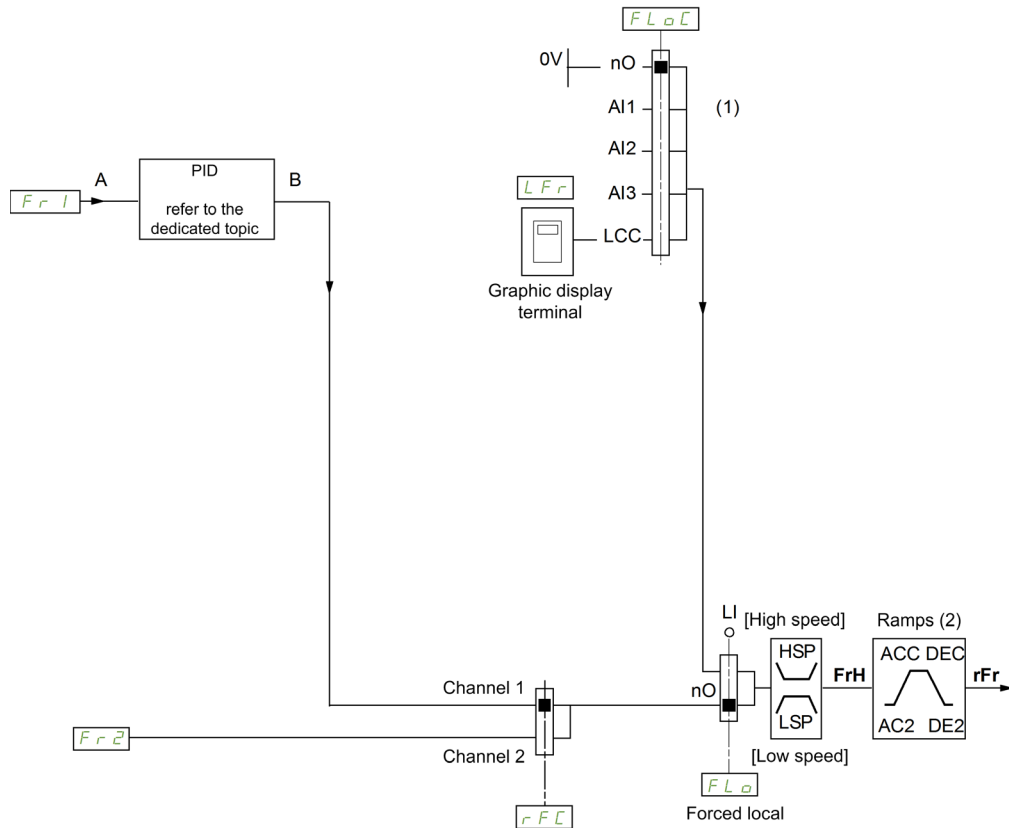 FLoC
0V
nO
AI1
(1)
AI2
AI3
LFr
LCC
Graphic display
terminal
Fr1
A
PID
refer to the
dedicated topic
B
LI
[High speed]
Ramps (2)
HSP
ACC DEC
FrH
rFr
Channel 1
nO
LSP
AC2 DE2
Fr2
Channel 2
[Low speed]
FLo
Forced local
rFC